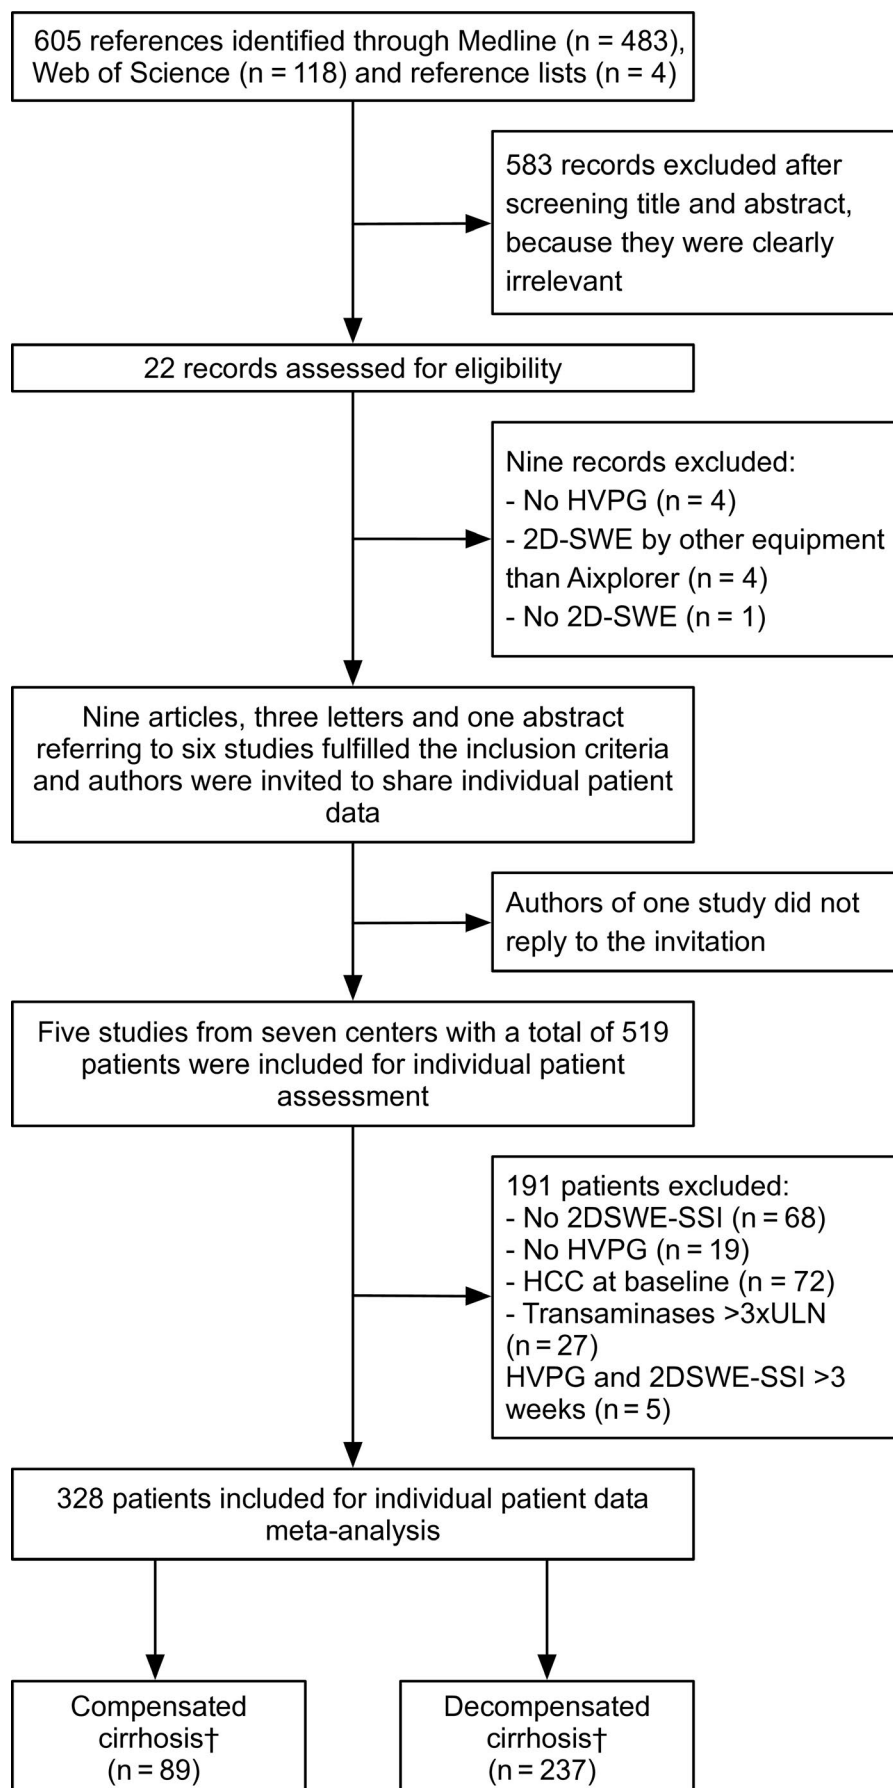 605 references identified through Medline (n = 483),
Web of Science (n = 118) and reference lists (n = 4)
583 records excluded after
screening title and abstract,
because they were clearly
irrelevant
22 records assessed for eligibility
Nine records excluded:
- No HVPG (n = 4)
- 2D-SWE by other equipment
than Aixplorer (n = 4)
- No 2D-SWE (n = 1)
Nine articles, three letters and one abstract
referring to six studies fulfilled the inclusion criteria
and authors were invited to share individual patient
data
Authors of one study did not
reply to the invitation
Five studies from seven centers with a total of 519
patients were included for individual patient
assessment
191 patients excluded:
- No 2DSWE-SSI (n = 68)
- No HVPG (n = 19)
- HCC at baseline (n = 72)
- Transaminases >3xULN
(n = 27)
HVPG and 2DSWE-SSI >3
weeks (n = 5)
328 patients included for individual patient data
meta-analysis
Compensated
cirrhosis†
(n = 89)
Decompensated
cirrhosis†
(n = 237)